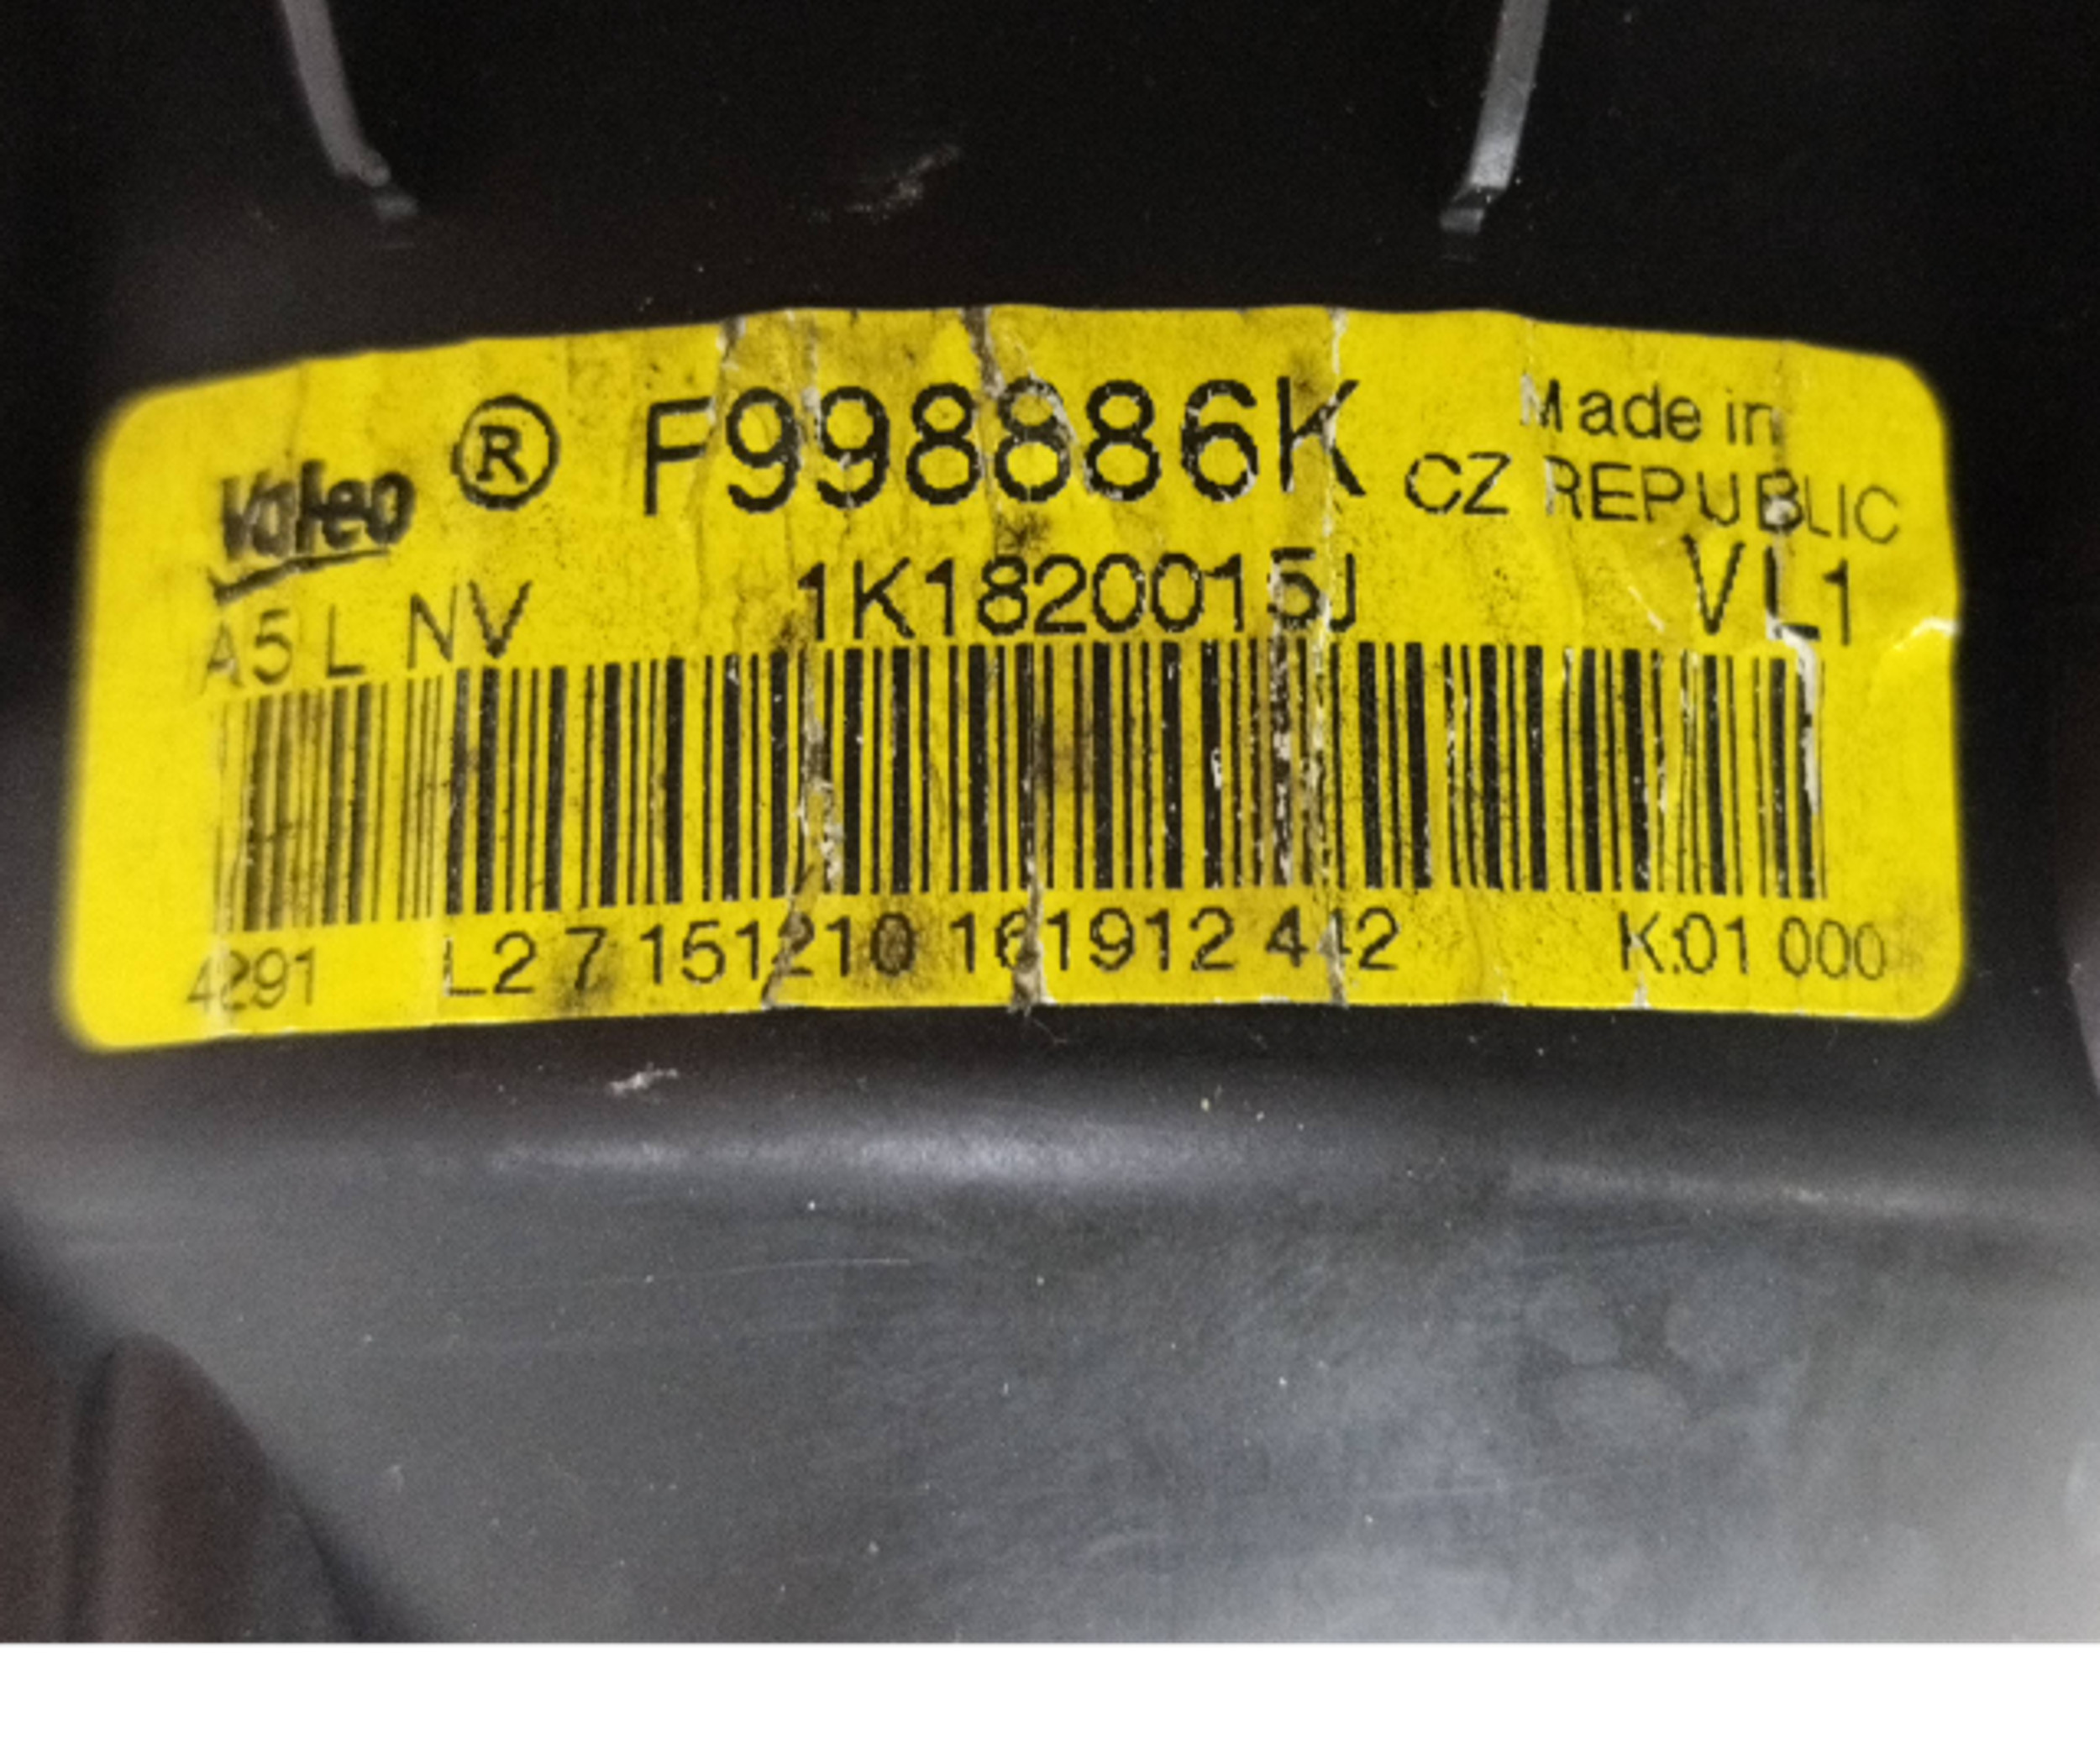 Valeo ® F998886K Made in
CZ REPUBLIC
A5 L NV 1K1820015J VL1
4291 L2 7 151210 161912 442 K:01 000